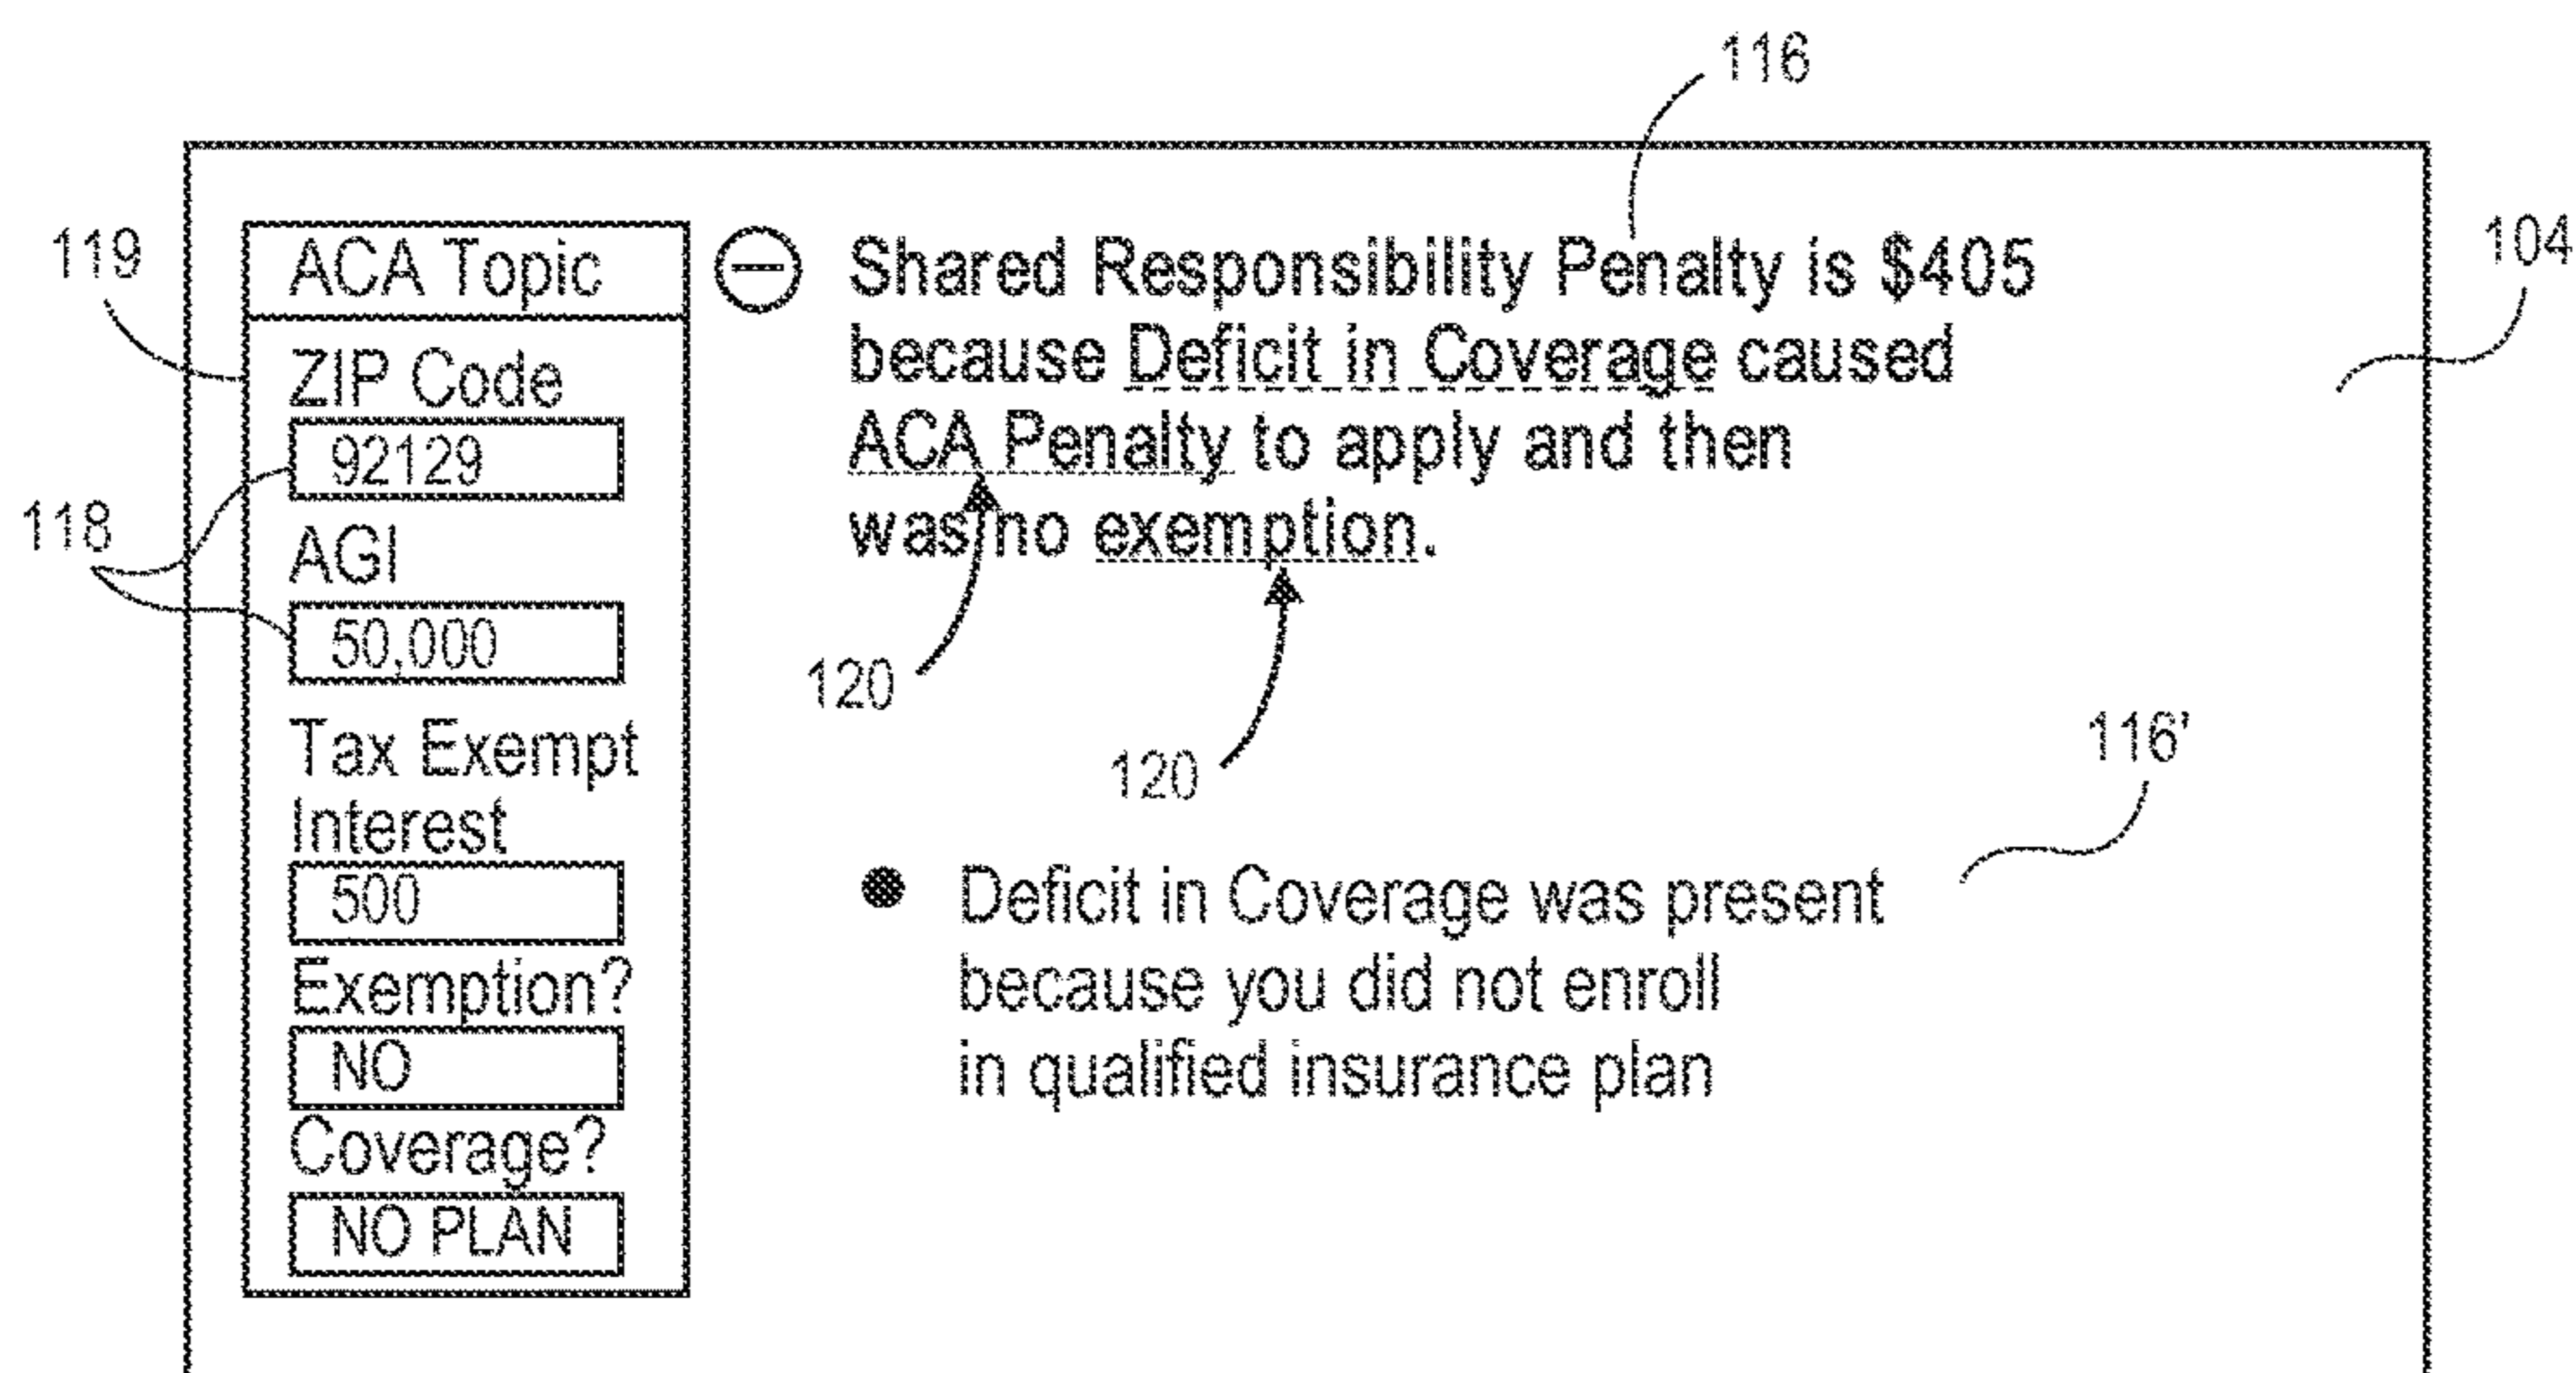 116
119
104
118
ACA Topic
ZIP Code
92129
AGI
50,000
Tax Exempt
Interest
500
Exemption?
NO
Coverage?
NO PLAN
Shared Responsibility Penalty is $405
because Deficit in Coverage caused
ACA Penalty to apply and then
was no exemption.
120
120
116'
Deficit in Coverage was present
because you did not enroll
in qualified insurance plan